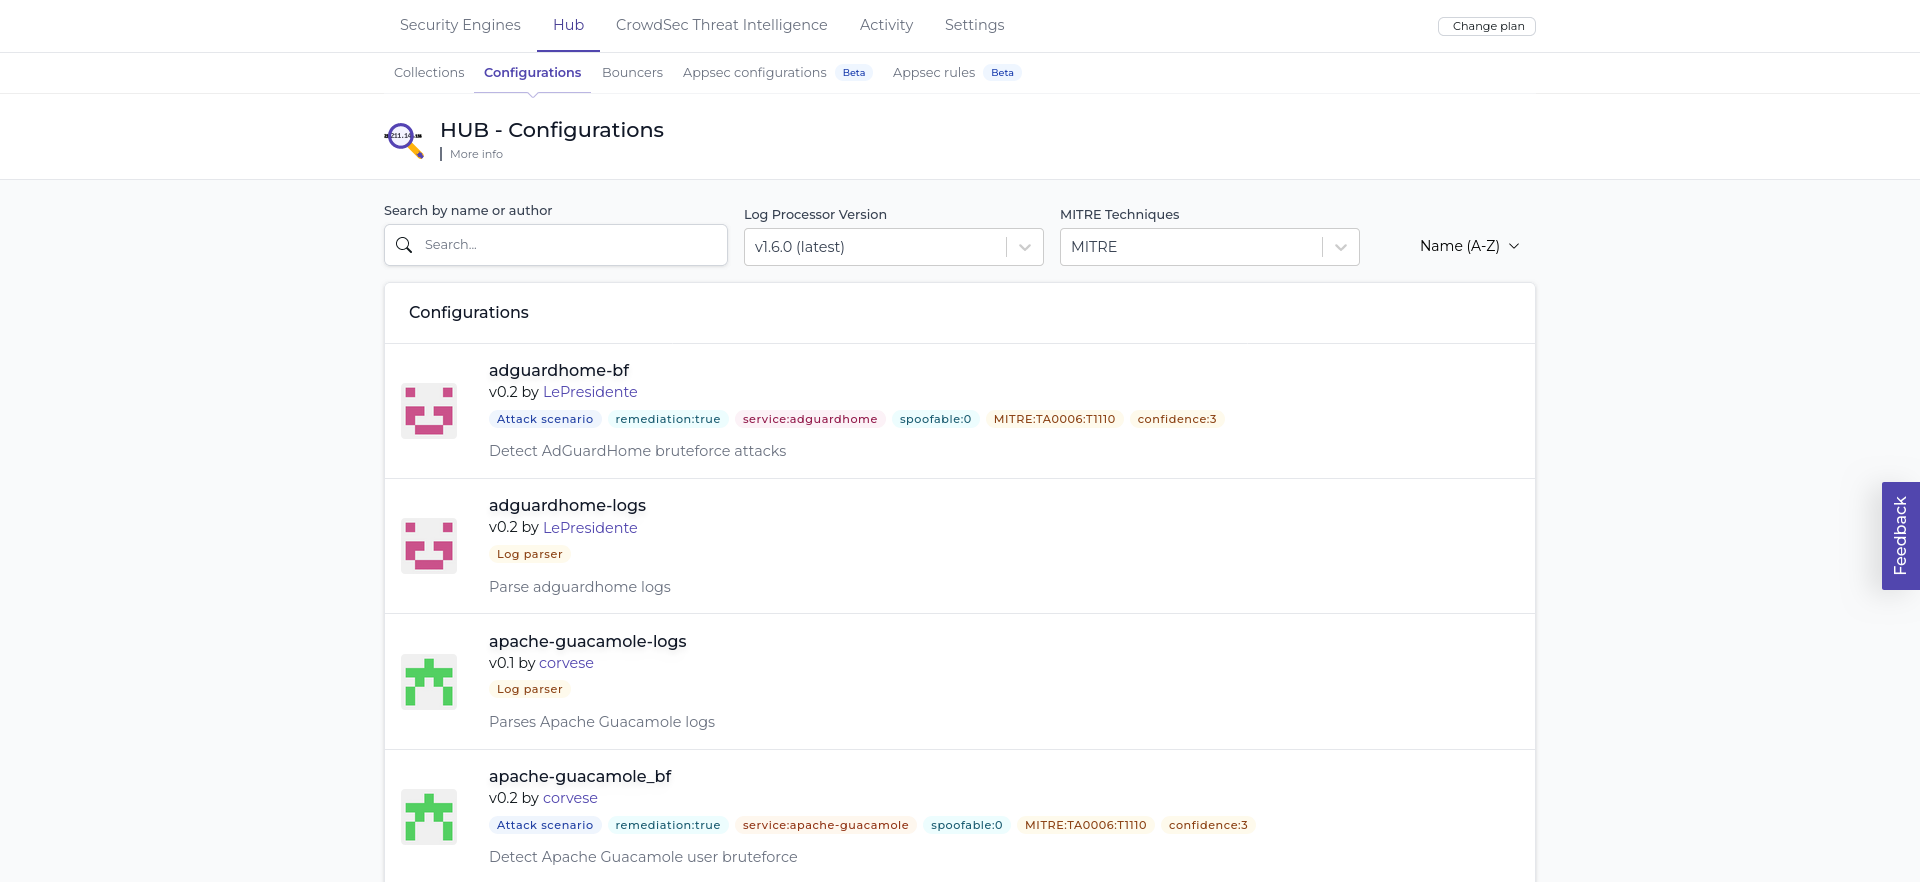 Security Engines Hub CrowdSec Threat Intelligence Activity Settings Change plan
Collections Configurations Bouncers Appsec configurations Beta Appsec rules Beta
HUB - Configurations
More info
Search by name or author
Log Processor Version
MITRE Techniques
Search...
v1.6.0 (latest)
MITRE
Name (A-Z)
Configurations
adguardhome-bf
v0.2 by LePresidente
Attack scenario remediation:true service:adguardhome spoofable:0 MITRE:TA0006:T1110 confidence:3
Detect AdGuardHome bruteforce attacks
adguardhome-logs
v0.2 by LePresidente
Log parser
Parse adguardhome logs
apache-guacamole-logs
v0.1 by corvese
Log parser
Parses Apache Guacamole logs
apache-guacamole_bf
v0.2 by corvese
Attack scenario remediation:true service:apache-guacamole spoofable:0 MITRE:TA0006:T1110 confidence:3
Detect Apache Guacamole user bruteforce
Feedback